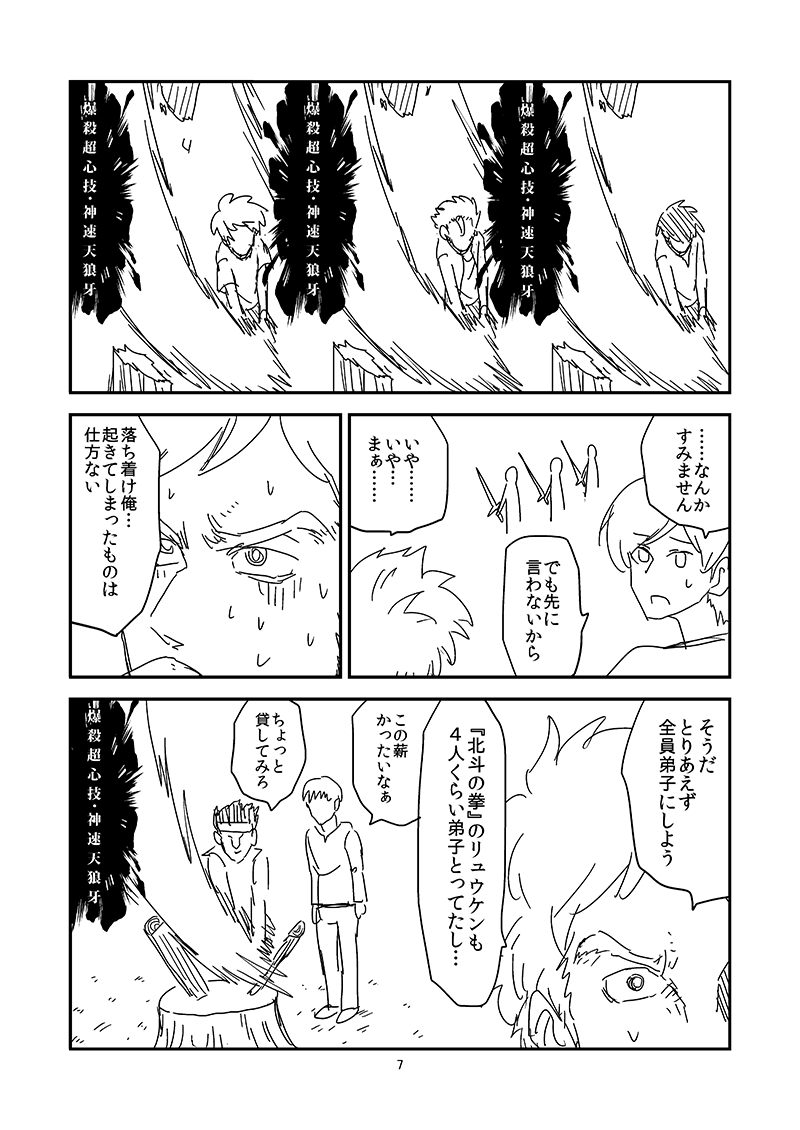 爆殺超心技・神速天狼牙
爆殺超心技・神速天狼牙
爆殺超心技・神速天狼牙
……なんか
すみません
でも先に
言わないから
いや……
いや…
まぁ……
落ち着け俺…
起きてしまったものは
仕方ない
そうだ
とりあえず
全員弟子にしよう
『北斗の拳』のリュウケンも
4人くらい弟子とってたし…
この薪
かったいなぁ
ちょっと
貸してみろ
爆殺超心技・神速天狼牙
7